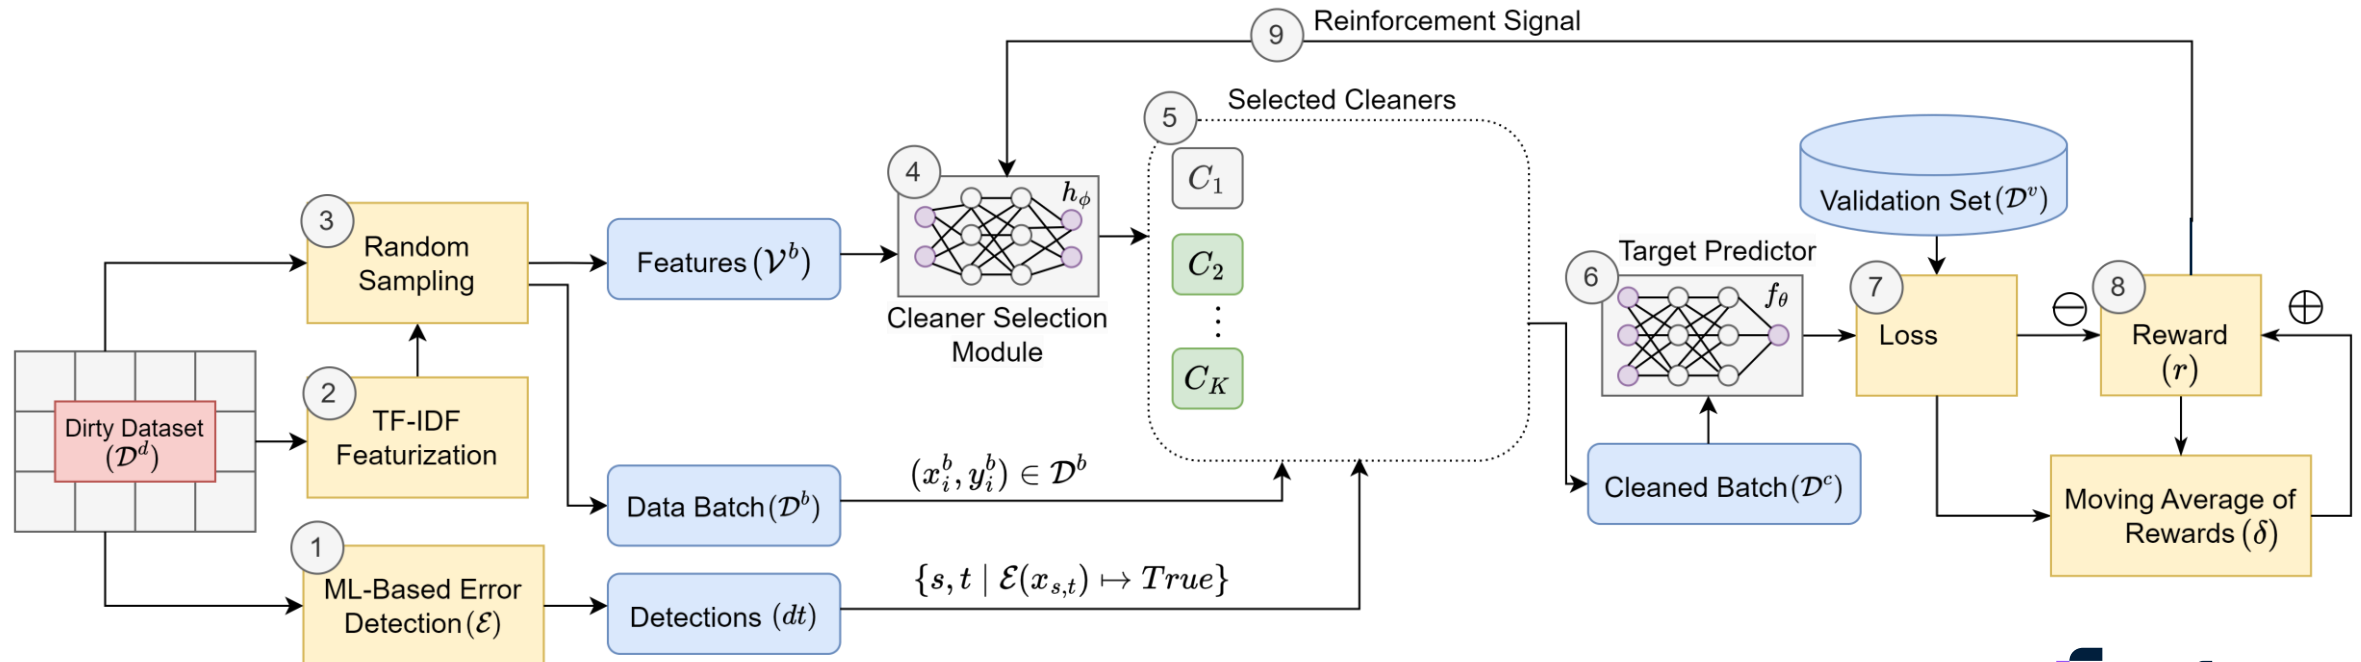 9
Reinforcement Signal
5
Selected Cleaners
4
h_ϕ
C_1
C_2
⋮
C_K
Cleaner Selection
Module
3
Random
Sampling
Features (𝒱^b)
2
TF-IDF
Featurization
Dirty Dataset
(𝒟^d)
Data Batch (𝒟^b)
(x_i^b, y_i^b) ∈ 𝒟^b
1
ML-Based Error
Detection (ℰ)
Detections (dt)
{s, t | ℰ(x_{s,t}) ↦ True}
Validation Set (𝒟^v)
Target Predictor
6
f_θ
Cleaned Batch (𝒟^c)
7
Loss
⊖
8
Reward
(r)
⊕
Moving Average of
Rewards (δ)